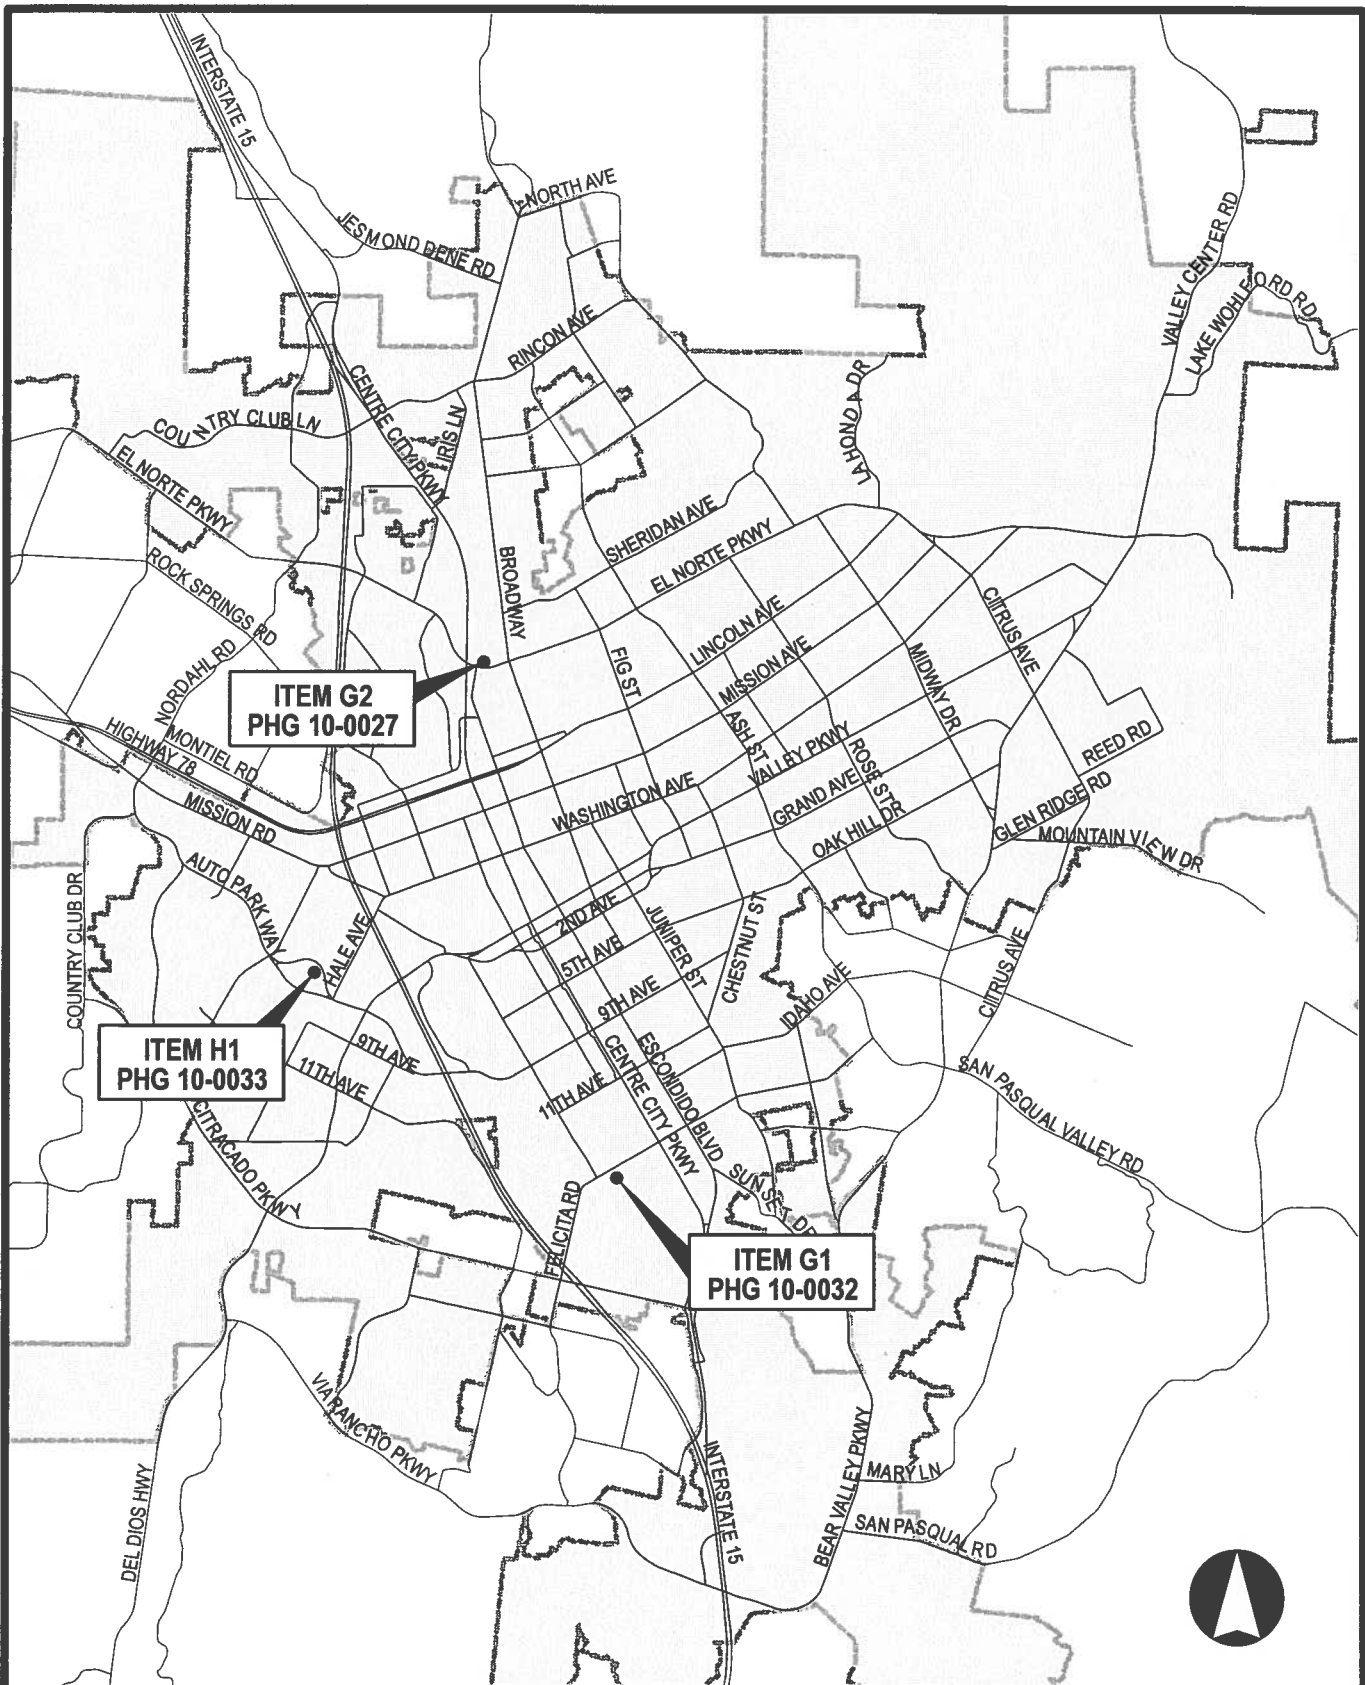 INTERSTATE 15
NORTH AVE
JESMOND DENE RD
VALLEY CENTER RD
LAKE WOHLFORD RD
RINCON AVE
CENTRE CITY PKWY
LA HONDA DR
COUNTRY CLUB LN
IRIS LN
EL NORTE PKWY
SHERIDAN AVE
EL NORTE PKWY
BROADWAY
ROCK SPRINGS RD
LINCOLN AVE
CITRUS AVE
NORDAHL RD
FIG ST
MISSION AVE
MIDWAY DR
ITEM G2
PHG 10-0027
HIGHWAY 78
MONTIEL RD
ASH ST
VALLEY PKWY
ROSE ST
REED RD
MISSION RD
WASHINGTON AVE
GRAND AVE
OAK HILL DR
GLEN RIDGE RD
MOUNTAIN VIEW DR
AUTO PARK WAY
COUNTRY CLUB DR
HALE AVE
2ND AVE
JUNIPER ST
CHESTNUT ST
5TH AVE
CITRUS AVE
9TH AVE
IDAHO AVE
ITEM H1
PHG 10-0033
9TH AVE
11TH AVE
CENTRE CITY PKWY
ESCONDIDO BLVD
11TH AVE
SAN PASQUAL VALLEY RD
CITRACADO PKWY
SUNSET DR
FELICITA RD
ITEM G1
PHG 10-0032
VIA RANCHO PKWY
DEL DIOS HWY
INTERSTATE 15
BEAR VALLEY PKWY
MARY LN
SAN PASQUAL RD